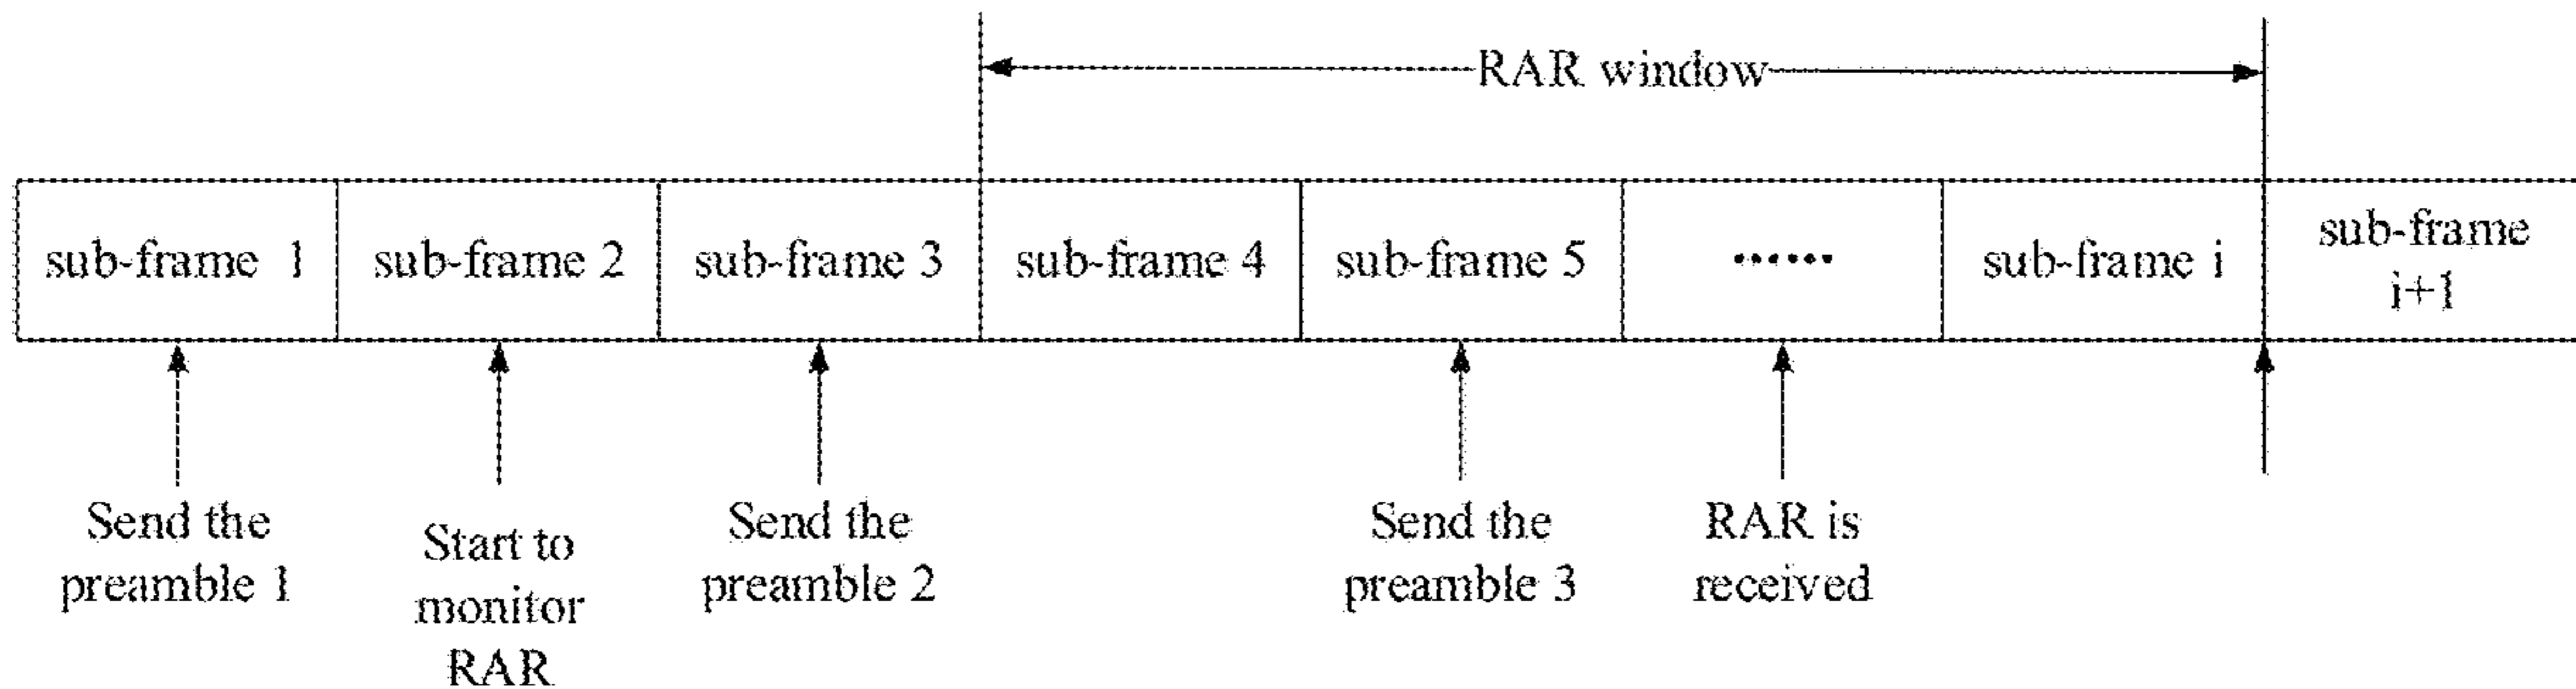 RAR window
sub-frame 1
sub-frame 2
sub-frame 3
sub-frame 4
sub-frame 5
......
sub-frame i
sub-frame
i+1
Send the
preamble 1
Start to
monitor
RAR
Send the
preamble 2
Send the
preamble 3
RAR is
received